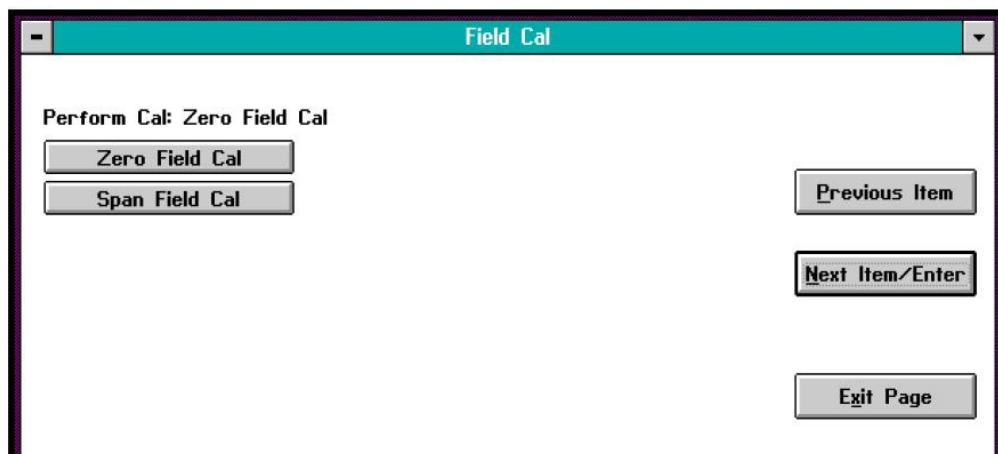 Field Cal
Perform Cal: Zero Field Cal
Zero Field Cal
Span Field Cal
Previous Item
Next Item/Enter
Exit Page